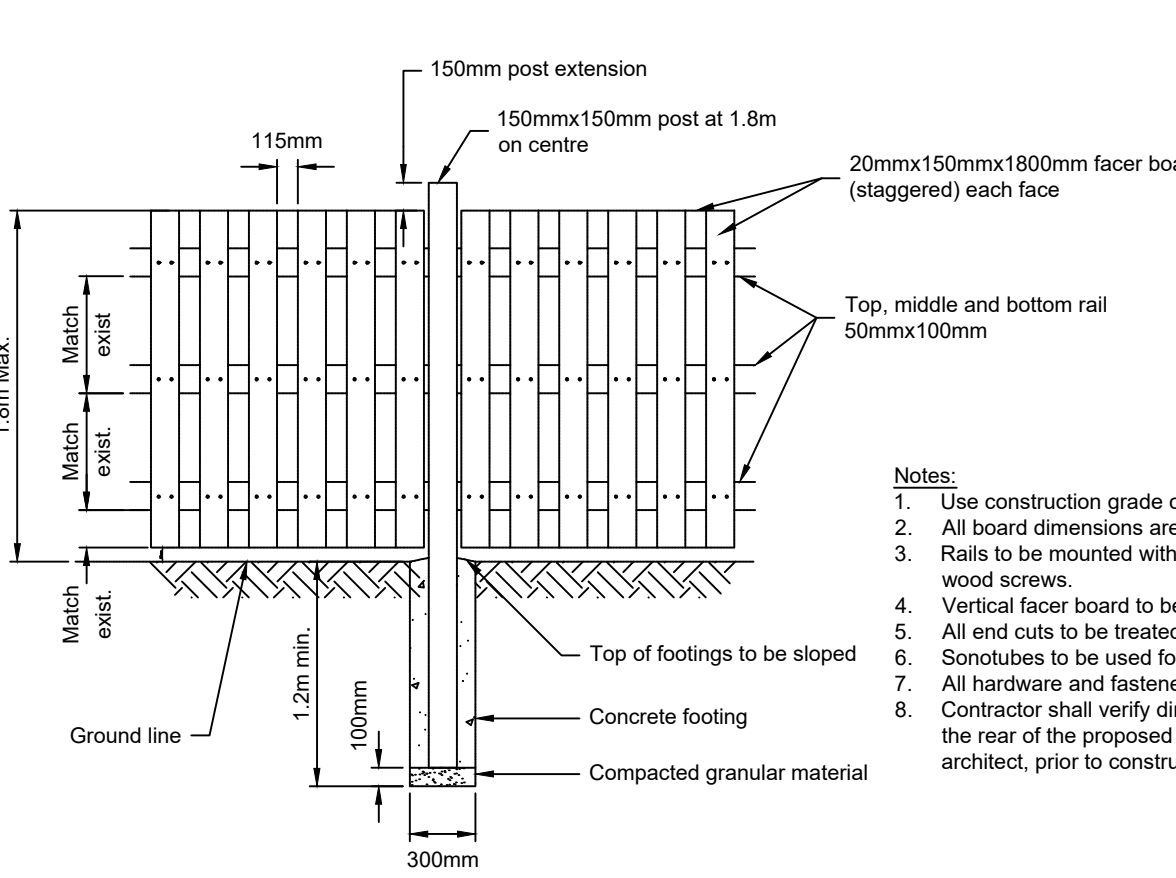 150mm post extension
150mmx150mm post at 1.8m
on centre
115mm
20mmx150mmx1800mm facer
(staggered) each face
Match
exist
Top, middle and bottom rail
50mmx100mm
Max.
Match
exist.
Match
exist.
1.2m min.
100mm
Top of footings to be sloped
Ground line
Concrete footing
Compacted granular material
300mm
Notes:
1. Use construction grade
2. All board dimensions are
3. Rails to be mounted with
wood screws.
4. Vertical facer board to be
5. All end cuts to be treated
6. Sonotubes to be used
7. All hardware and
8. Contractor shall verify
the rear of the proposed
architect, prior to